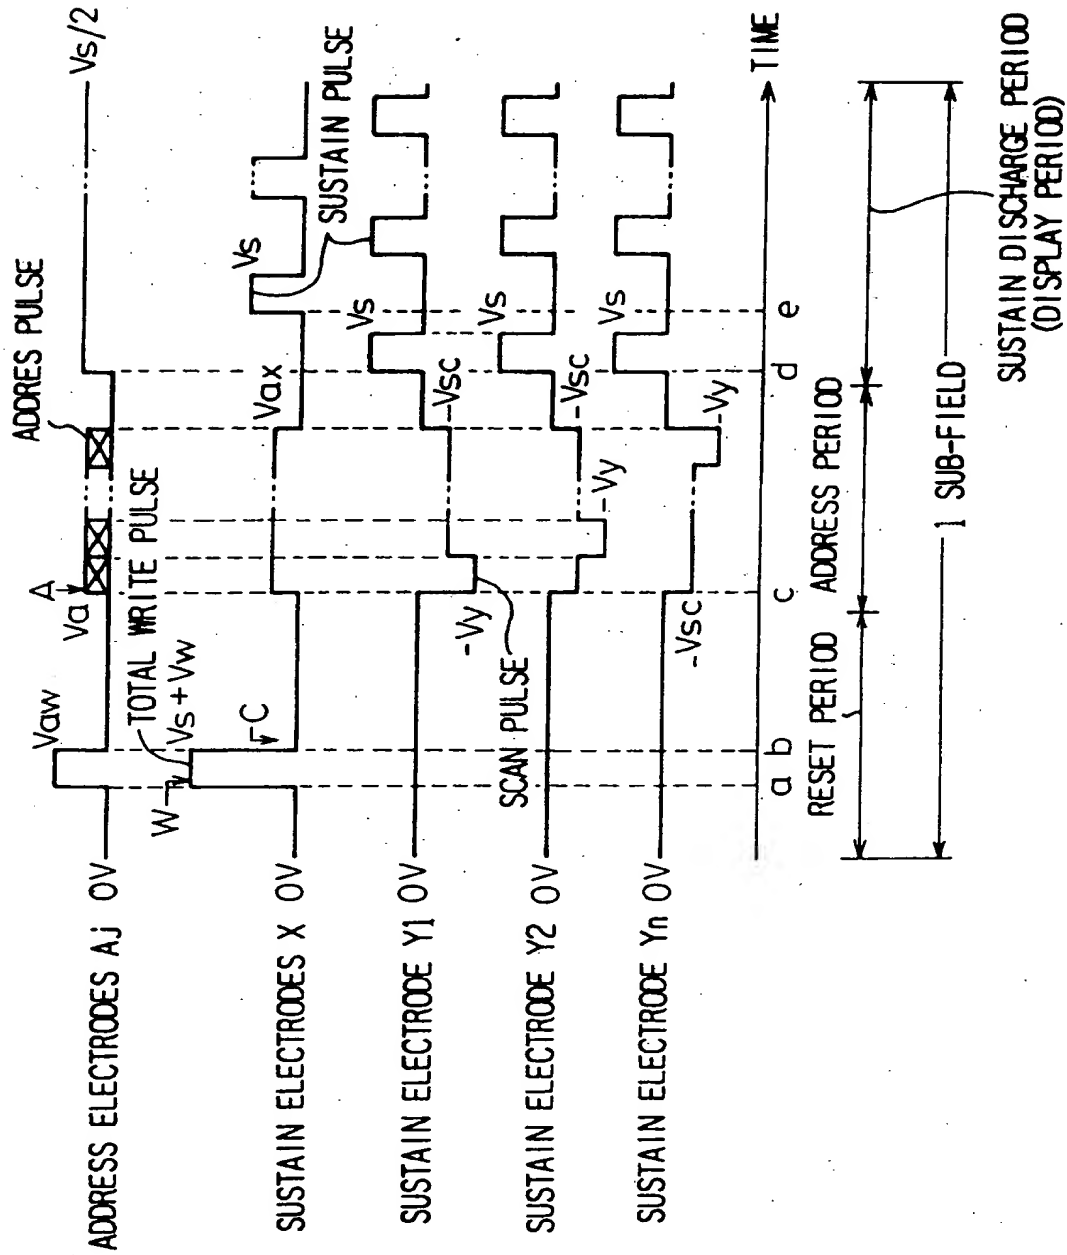 ADDRES PULSE
Vs/2
ADDRESS ELECTRODES Aj 0V
Vaw
Va
A
TOTAL WRITE PULSE
W
Vs+Vw
C
Vax
Vs
SUSTAIN PULSE
SUSTAIN ELECTRODES X 0V
-Vy
-Vsc
Vs
SUSTAIN ELECTRODE Y1 0V
SCAN PULSE
-Vy
-Vsc
Vs
SUSTAIN ELECTRODE Y2 0V
-Vsc
-Vy
Vs
SUSTAIN ELECTRODE Yn 0V
a
b
c
d
e
TIME
RESET PERIOD
ADDRESS PERIOD
1 SUB-FIELD
SUSTAIN DISCHARGE PERIOD
(DISPLAY PERIOD)